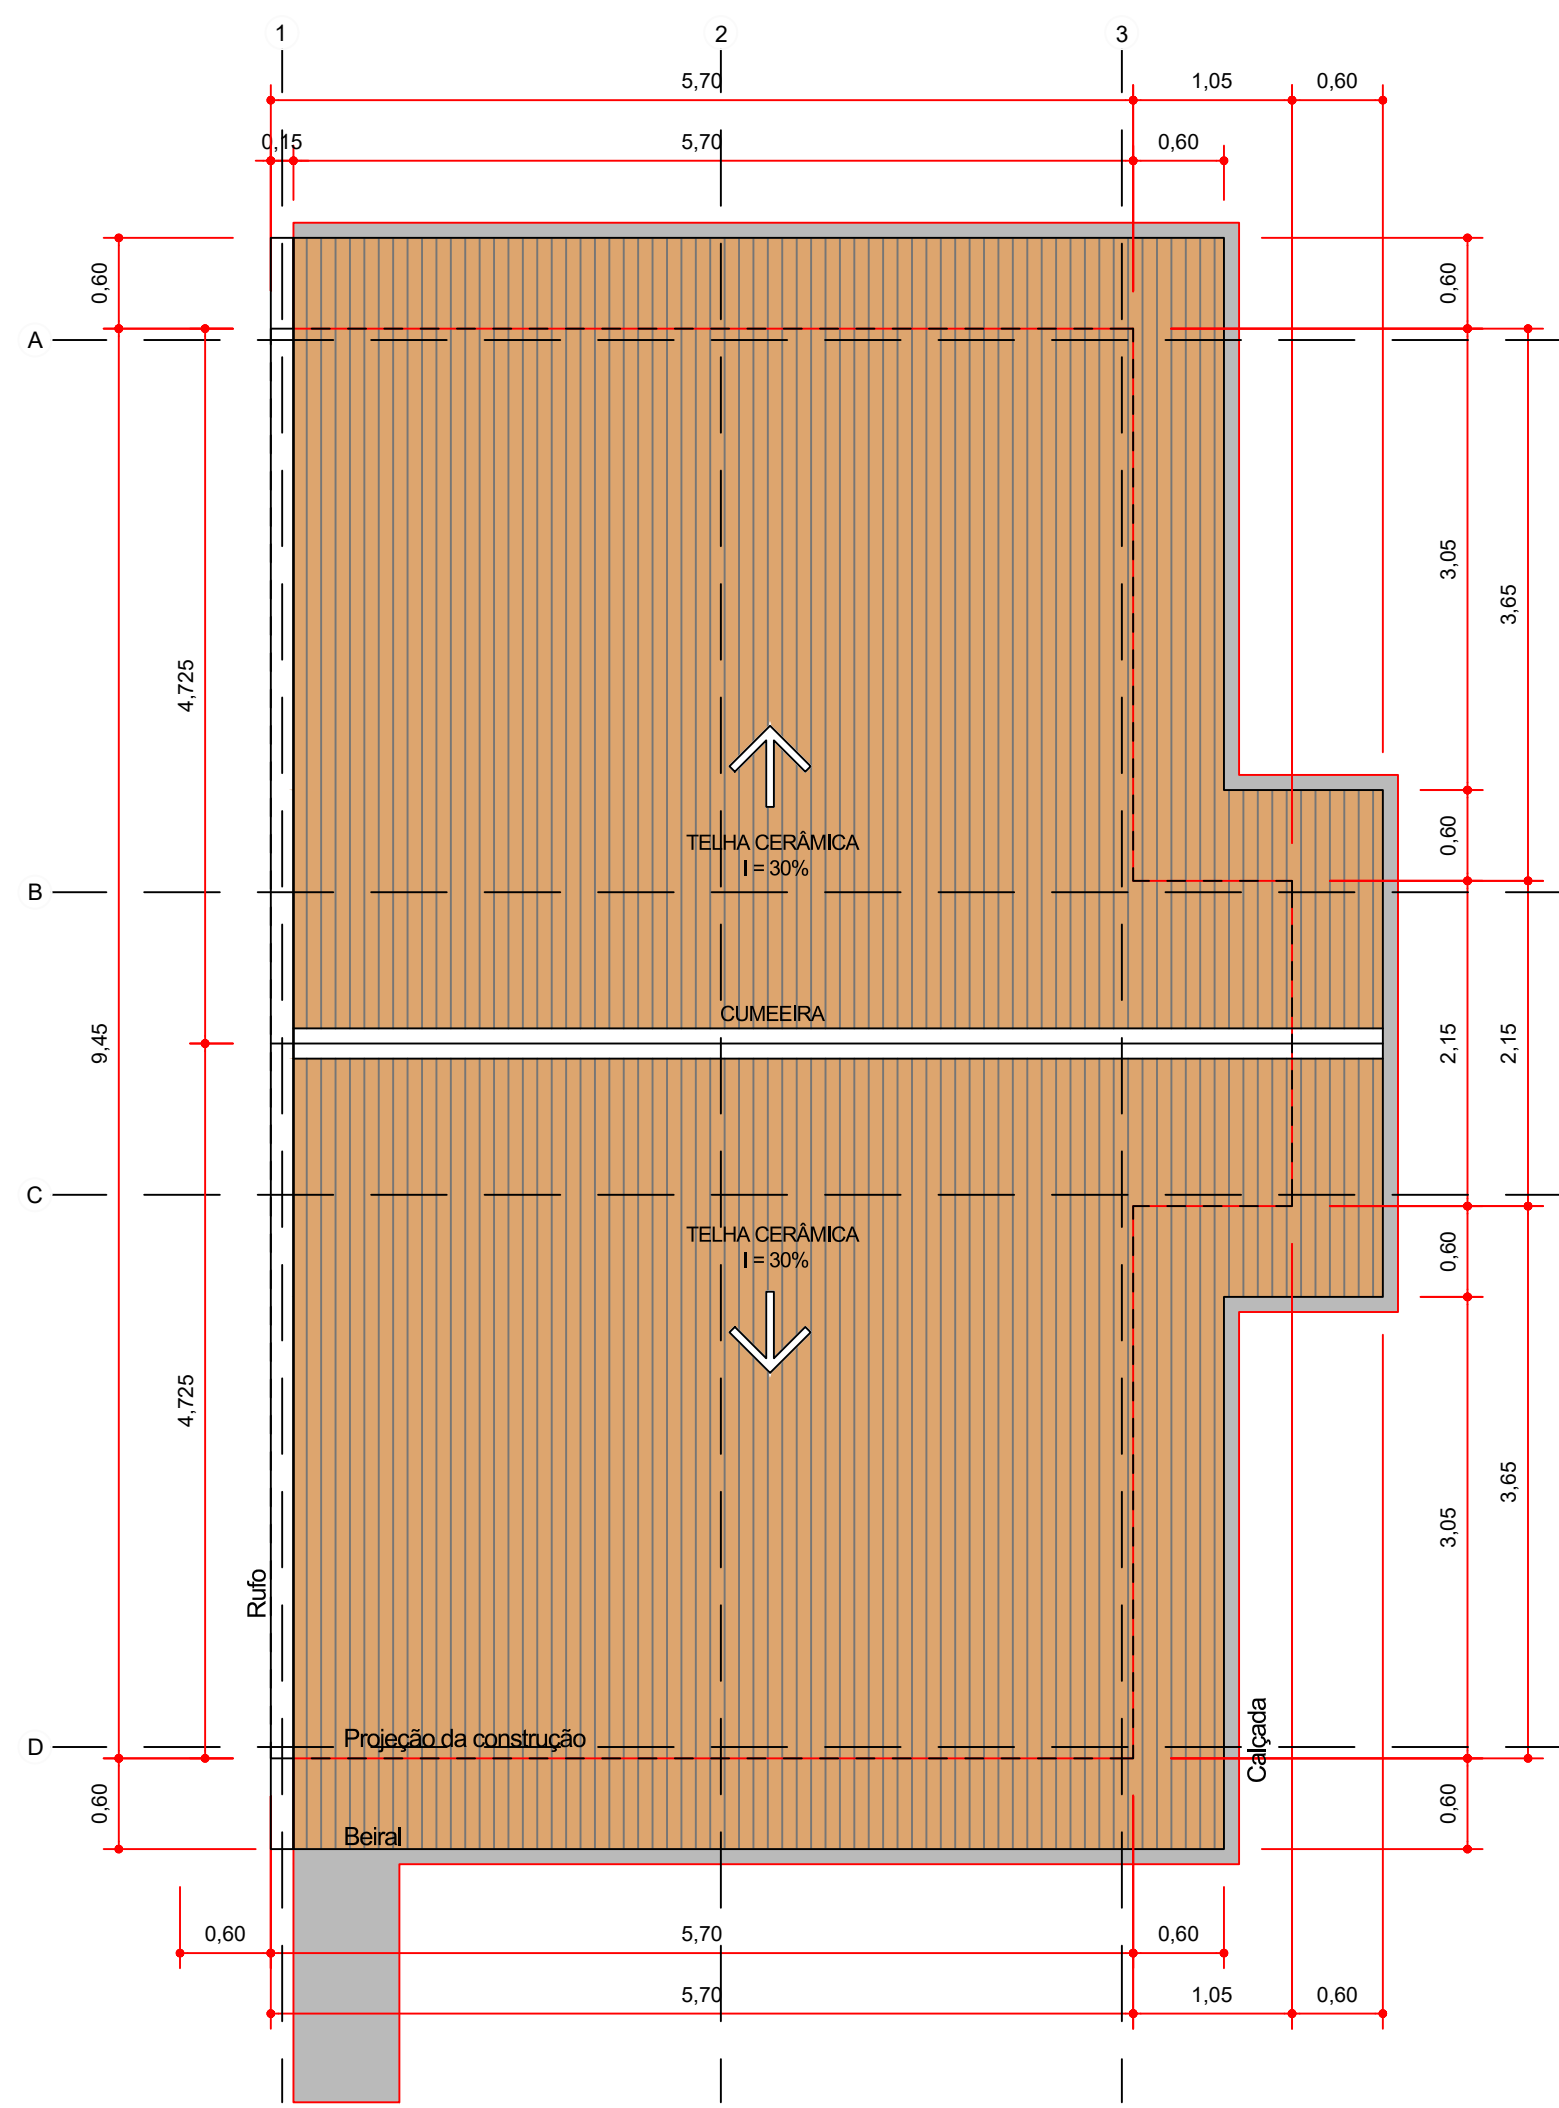 1 2 3
5,70 1,05 0,60
0,15 5,70 0,60
0,60 0,60
A
3,05
3,65
4,725
TELHA CERÂMICA
I = 30%
0,60
B
CUMEEIRA
9,45 2,15 2,15
C
TELHA CERÂMICA
I = 30%
0,60
4,725
3,65
3,05
Rufo
Projeção da construção
Calçada
D
0,60 0,60
Beiral
0,60 5,70 0,60
5,70 1,05 0,60